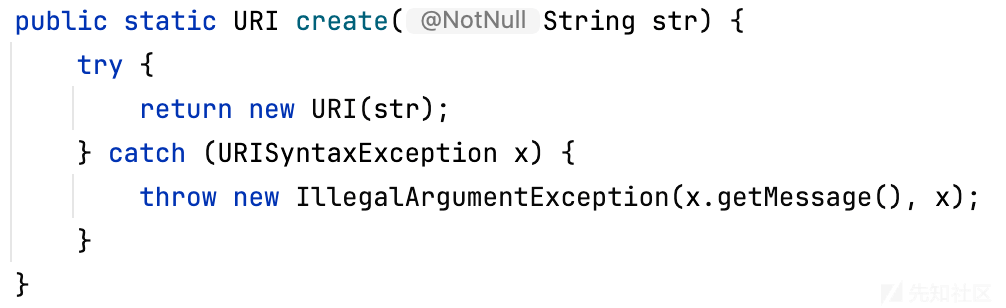 public static URI create( @NotNull String str) {
    try {
        return new URI(str);
    } catch (URISyntaxException x) {
        throw new IllegalArgumentException(x.getMessage(), x);
    }
}
先知社区